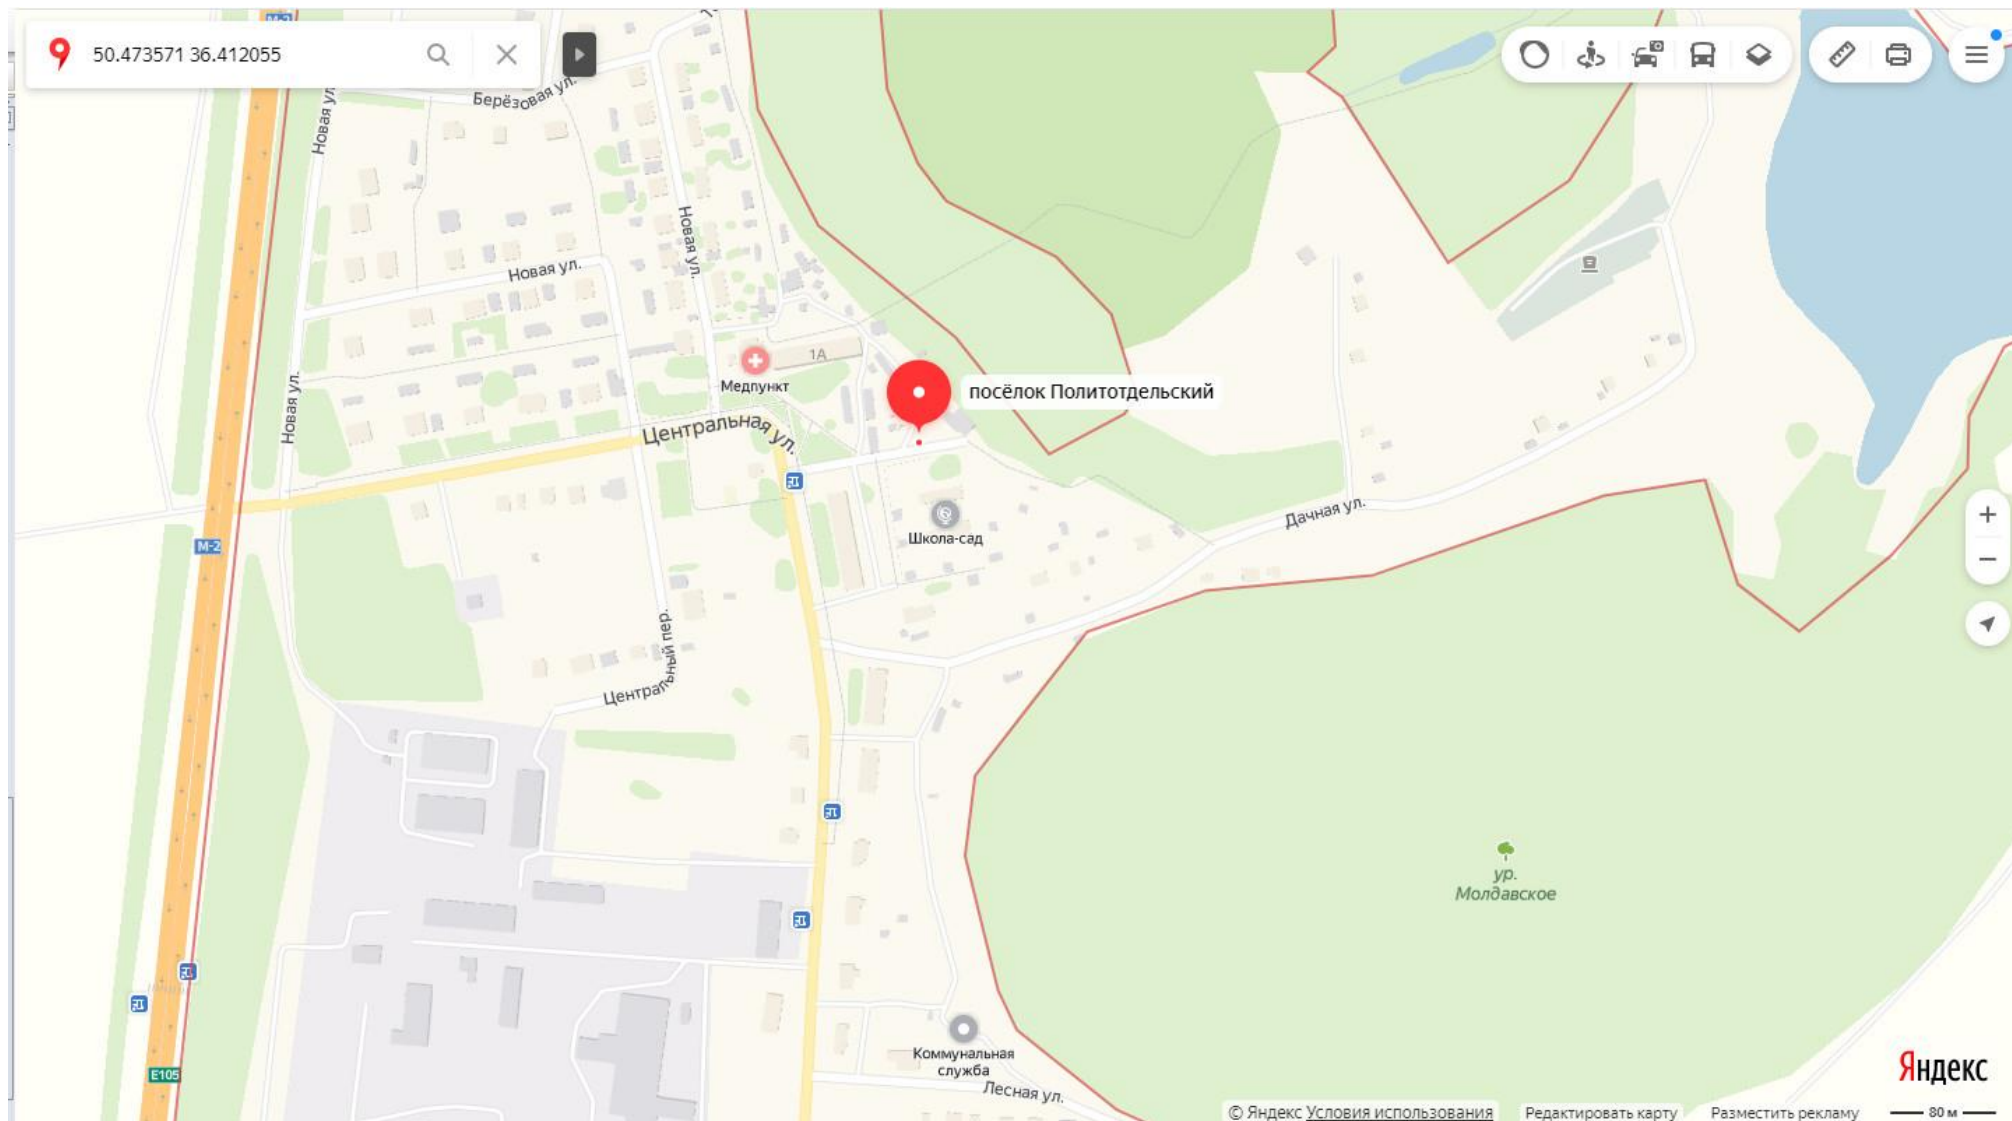 М-2
50.473571 36.412055
Берёзовая ул.
Новая ул.
Новая ул.
Новая ул.
1А
Медпункт
посёлок Политотдельский
Новая ул.
Центральная ул.
Школа-сад
Дачная ул.
М-2
Центральный пер.
ур.
Молдавское
Коммунальная
служба
Е105
Лесная ул.
Яндекс
© Яндекс Условия использования
Редактировать карту
Разместить рекламу
80 м